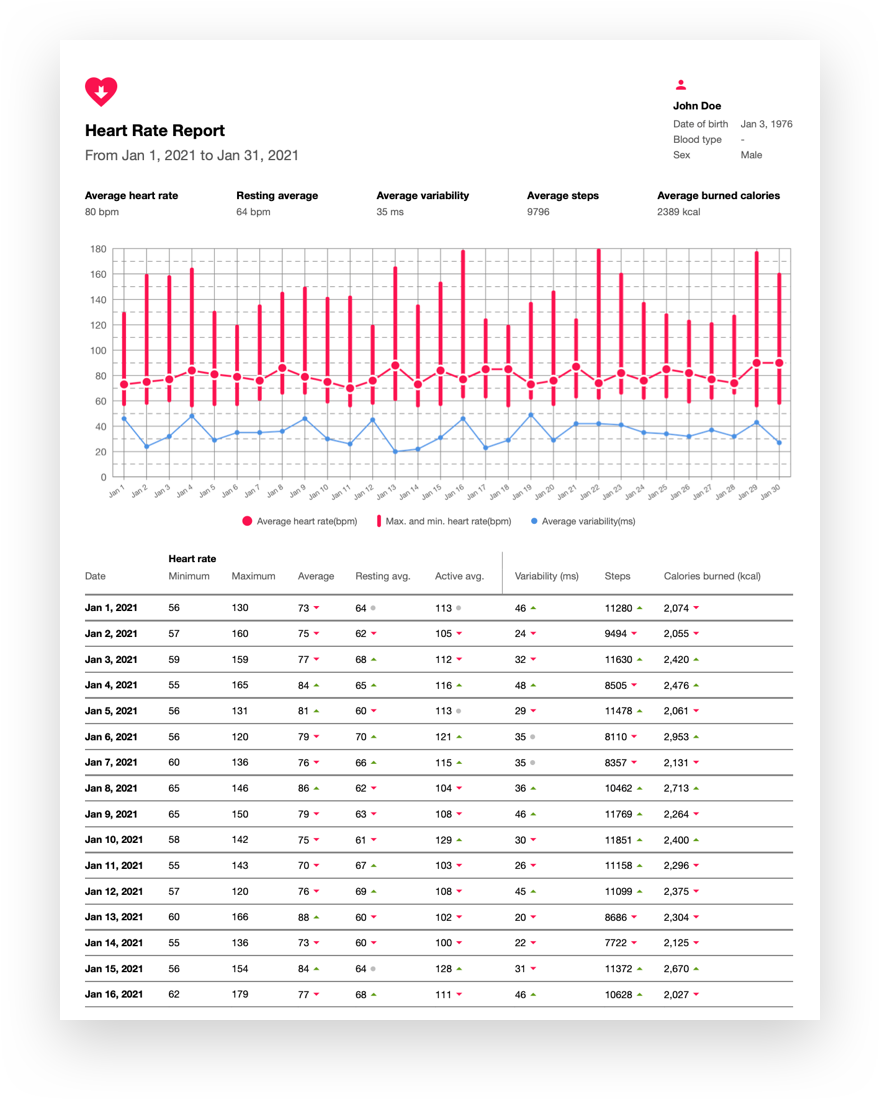 Heart Rate Report
From Jan 1, 2021 to Jan 31, 2021
John Doe
Date of birth Jan 3, 1976
Blood type -
Sex Male
Average heart rate Resting average Average variability Average steps Average burned calories
80 bpm 64 bpm 35 ms 9796 2389 kcal
180
160
140
120
100
80
60
40
20
0
Jan 1 Jan 2 Jan 3 Jan 4 Jan 5 Jan 6 Jan 7 Jan 8 Jan 9 Jan 10 Jan 11 Jan 12 Jan 13 Jan 14 Jan 15 Jan 16 Jan 17 Jan 18 Jan 19 Jan 20 Jan 21 Jan 22 Jan 23 Jan 24 Jan 25 Jan 26 Jan 27 Jan 28 Jan 29 Jan 30
Average heart rate(bpm) Max. and min. heart rate(bpm) Average variability(ms)
Heart rate
Date Minimum Maximum Average Resting avg. Active avg. Variability (ms) Steps Calories burned (kcal)
Jan 1, 2021 56 130 73 64 113 46 11280 2,074
Jan 2, 2021 57 160 75 62 105 24 9494 2,055
Jan 3, 2021 59 159 77 68 112 32 11630 2,420
Jan 4, 2021 55 165 84 65 116 48 8505 2,476
Jan 5, 2021 56 131 81 60 113 29 11478 2,061
Jan 6, 2021 56 120 79 70 121 35 8110 2,953
Jan 7, 2021 60 136 76 66 115 35 8357 2,131
Jan 8, 2021 65 146 86 62 104 36 10462 2,713
Jan 9, 2021 65 150 79 63 108 46 11769 2,264
Jan 10, 2021 58 142 75 61 129 30 11851 2,400
Jan 11, 2021 55 143 70 67 103 26 11158 2,296
Jan 12, 2021 57 120 76 69 108 45 11099 2,375
Jan 13, 2021 60 166 88 60 102 20 8686 2,304
Jan 14, 2021 55 136 73 60 100 22 7722 2,125
Jan 15, 2021 56 154 84 64 128 31 11372 2,670
Jan 16, 2021 62 179 77 68 111 46 10628 2,027